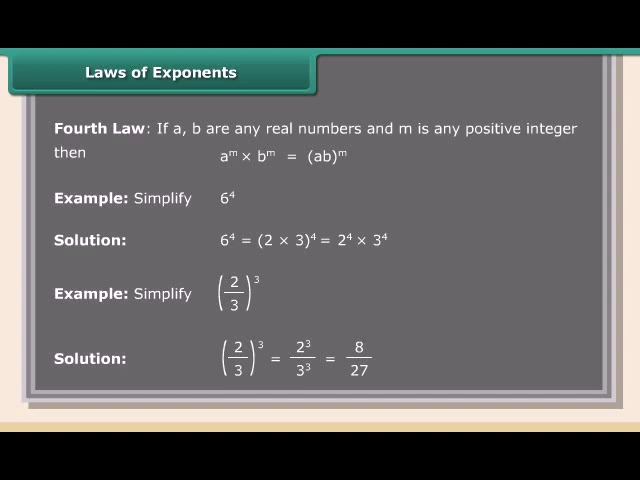 Laws of Exponents
Fourth Law: If a, b are any real numbers and m is any positive integer
then aᵐ × bᵐ = (ab)ᵐ
Example: Simplify 6⁴
Solution: 6⁴ = (2 × 3)⁴ = 2⁴ × 3⁴
Example: Simplify (2/3)³
Solution: (2/3)³ = 2³/3³ = 8/27